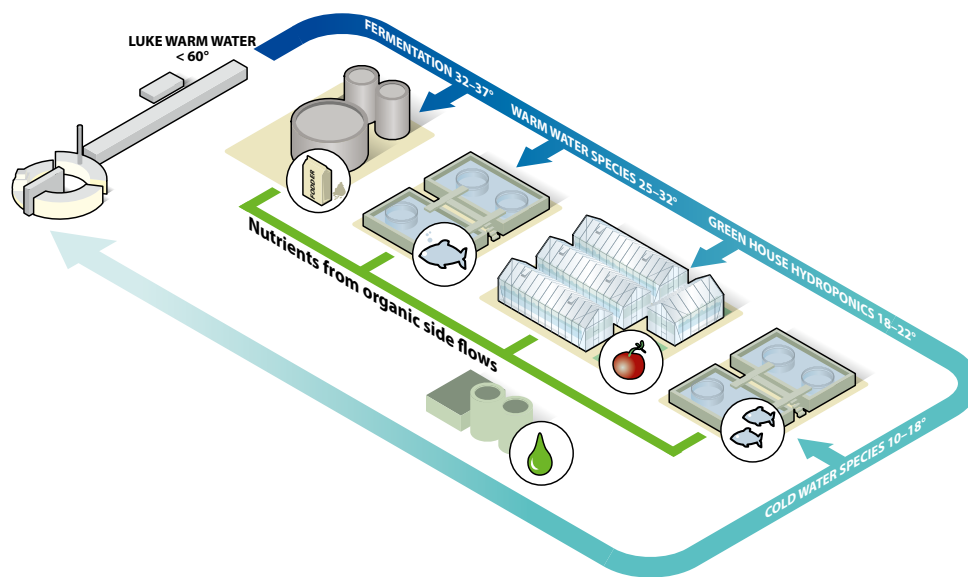 LUKE WARM WATER
< 60°
FERMENTATION 32–37°
WARM WATER SPECIES 25–32°
GREEN HOUSE HYDROPONICS 18–22°
COLD WATER SPECIES 10–18°
FODDER
Nutrients from organic side flows